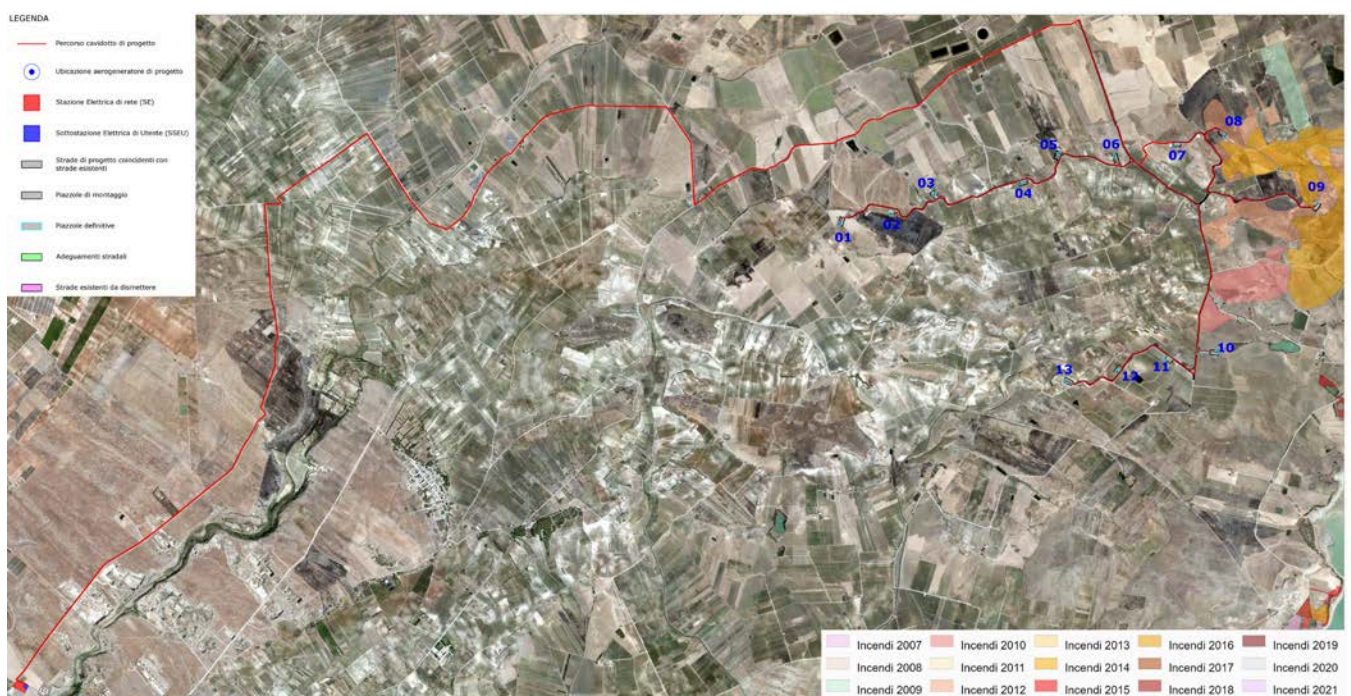 LEGENDA
Percorso cavidotto di progetto
Ubicazione aerogeneratore di progetto
Stazione Elettrica di rete (SE)
Sottostazione Elettrica di Utente (SSEU)
Strade di progetto coincidenti con
strade esistenti
Piazzole di montaggio
Piazzole definitive
Adeguamenti stradali
Strade esistenti da dismettere
08
05
06
07
03
04
09
01
02
10
11
12
13
Incendi 2007
Incendi 2010
Incendi 2013
Incendi 2016
Incendi 2019
Incendi 2008
Incendi 2011
Incendi 2014
Incendi 2017
Incendi 2020
Incendi 2009
Incendi 2012
Incendi 2015
Incendi 2018
Incendi 2021